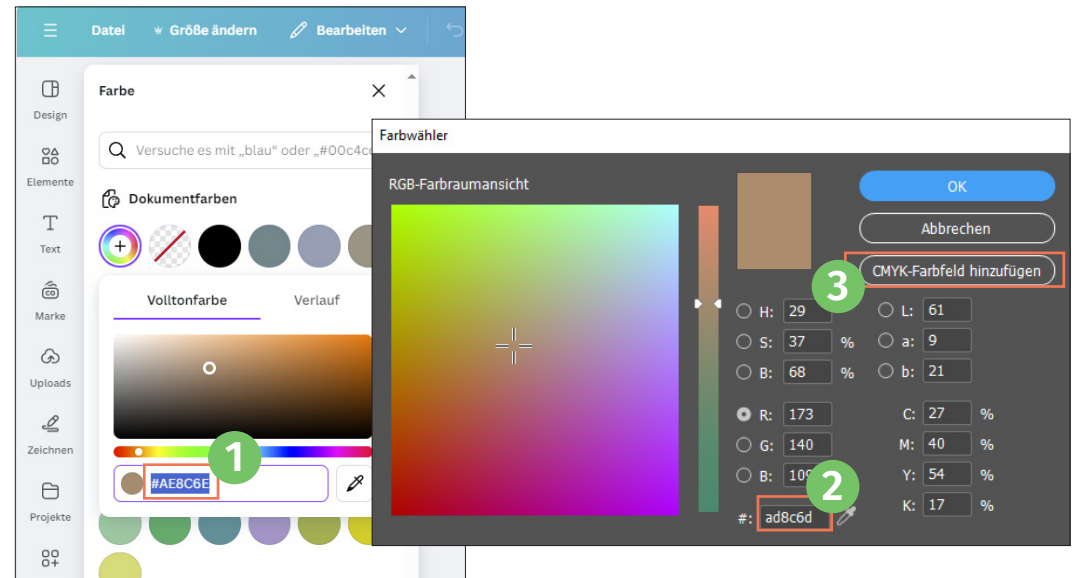 Datei Größe ändern Bearbeiten
Design
Elemente
Text
Marke
Uploads
Zeichnen
Projekte
Farbe
Versuche es mit „blau“ oder „#00c4c
Dokumentfarben
Volltonfarbe Verlauf
1
#AE8C6E
Farbwähler
RGB-Farbraumansicht
OK
Abbrechen
3
CMYK-Farbfeld hinzufügen
H: 29 L: 61
S: 37 % a: 9
B: 68 % b: 21
R: 173 C: 27 %
G: 140 M: 40 %
B: 109 Y: 54 %
2
#: ad8c6d K: 17 %